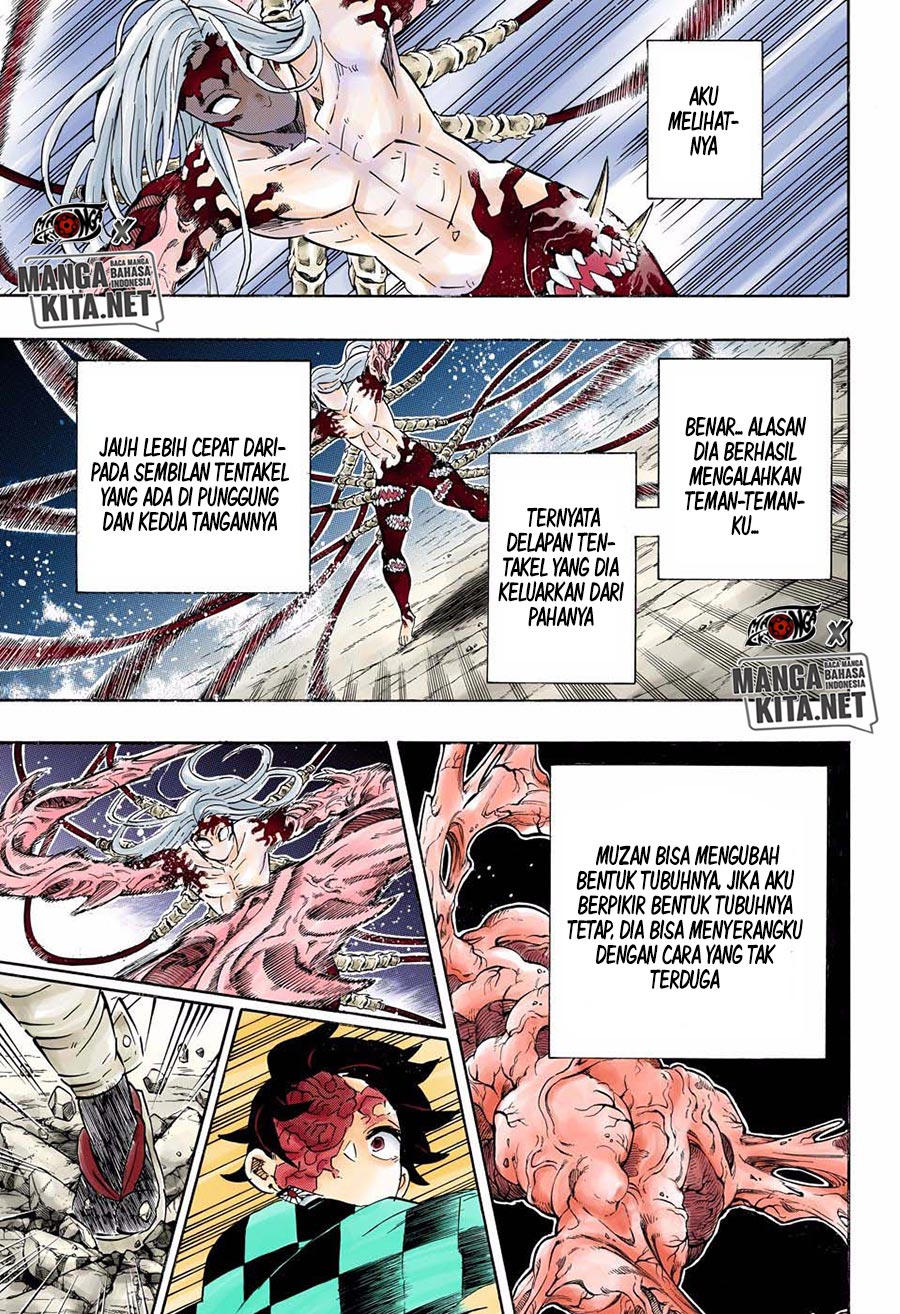 AKU
MELIHAT-
NYA
MANGA
KITA.NET
BACA MANGA
BAHASA
INDONESIA
X
BENAR... ALASAN
DIA BERHASIL
MENGALAHKAN
TEMAN-TEMAN-
KU...
TERNYATA
DELAPAN TEN-
TAKEL YANG DIA
KELUARKAN DARI
PAHANYA
JAUH LEBIH CEPAT DARI-
PADA SEMBILAN TENTAKEL
YANG ADA DI PUNGGUNG
DAN KEDUA TANGANNYA
X
MANGA
KITA.NET
BACA MANGA
BAHASA
INDONESIA
MUZAN BISA MENGUBAH
BENTUK TUBUHNYA, JIKA AKU
BERPIKIR BENTUK TUBUHNYA
TETAP, DIA BISA MENYERANGKU
DENGAN CARA YANG TAK
TERDUGA